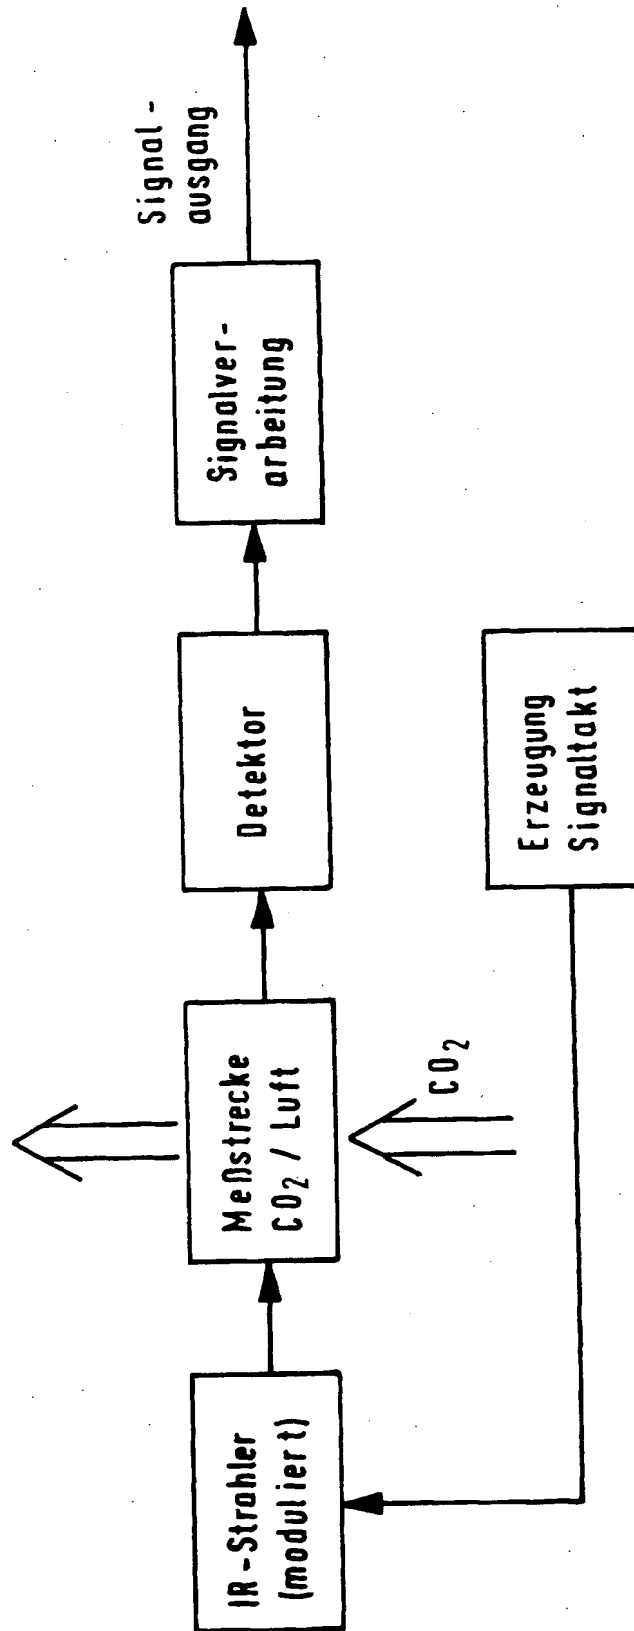 IR-Strahler
(moduliert)
Meßstrecke
CO₂ / Luft
CO₂
Detektor
Signalver-
arbeitung
Signal-
ausgang
Erzeugung
Signaltakt